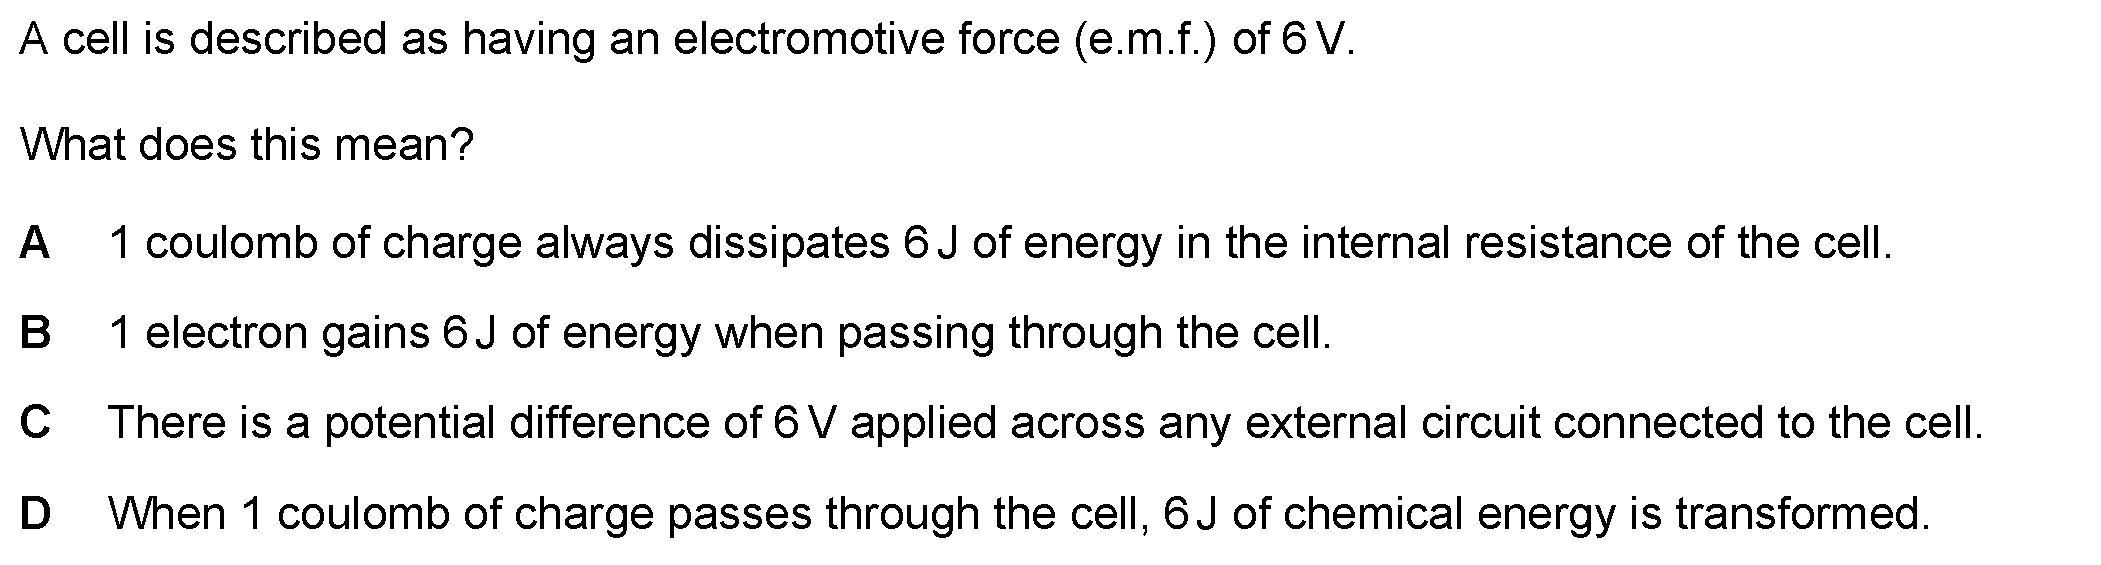 A cell is described as having an electromotive force (e.m.f.) of 6 V.
What does this mean?
A 1 coulomb of charge always dissipates 6 J of energy in the internal resistance of the cell.
B 1 electron gains 6 J of energy when passing through the cell.
C There is a potential difference of 6 V applied across any external circuit connected to the cell.
D When 1 coulomb of charge passes through the cell, 6 J of chemical energy is transformed.